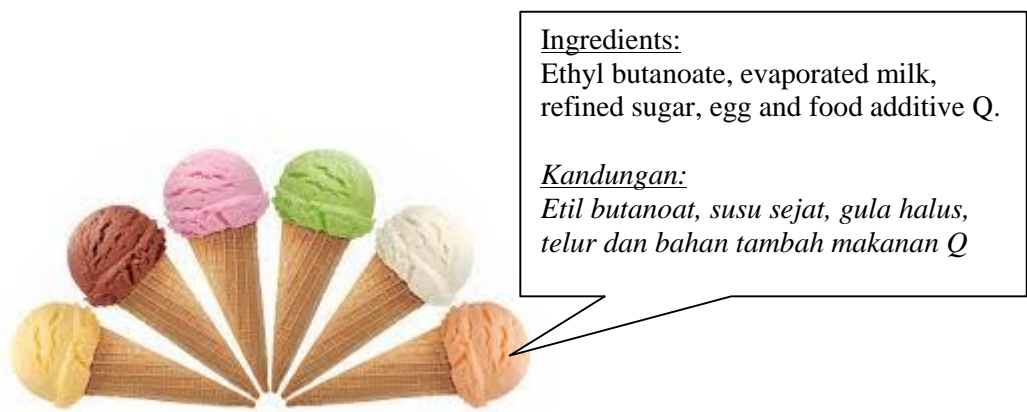 Ingredients:
Ethyl butanoate, evaporated milk,
refined sugar, egg and food additive Q.
Kandungan:
Etil butanoat, susu sejat, gula halus,
telur dan bahan tambah makanan Q